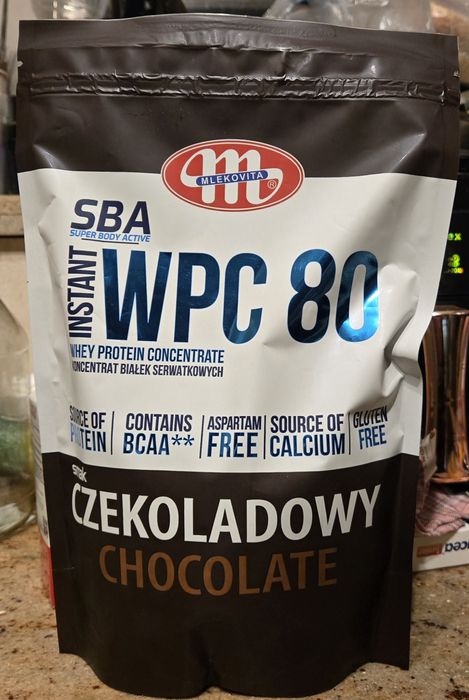 MLEKOVITA
SBA
SUPER BODY ACTIVE
INSTANT
WPC 80
WHEY PROTEIN CONCENTRATE
KONCENTRAT BIAŁEK SERWATKOWYCH
SOURCE OF
PROTEIN
CONTAINS
BCAA**
ASPARTAM
FREE
SOURCE OF
CALCIUM
GLUTEN
FREE
smak
CZEKOLADOWY
CHOCOLATE